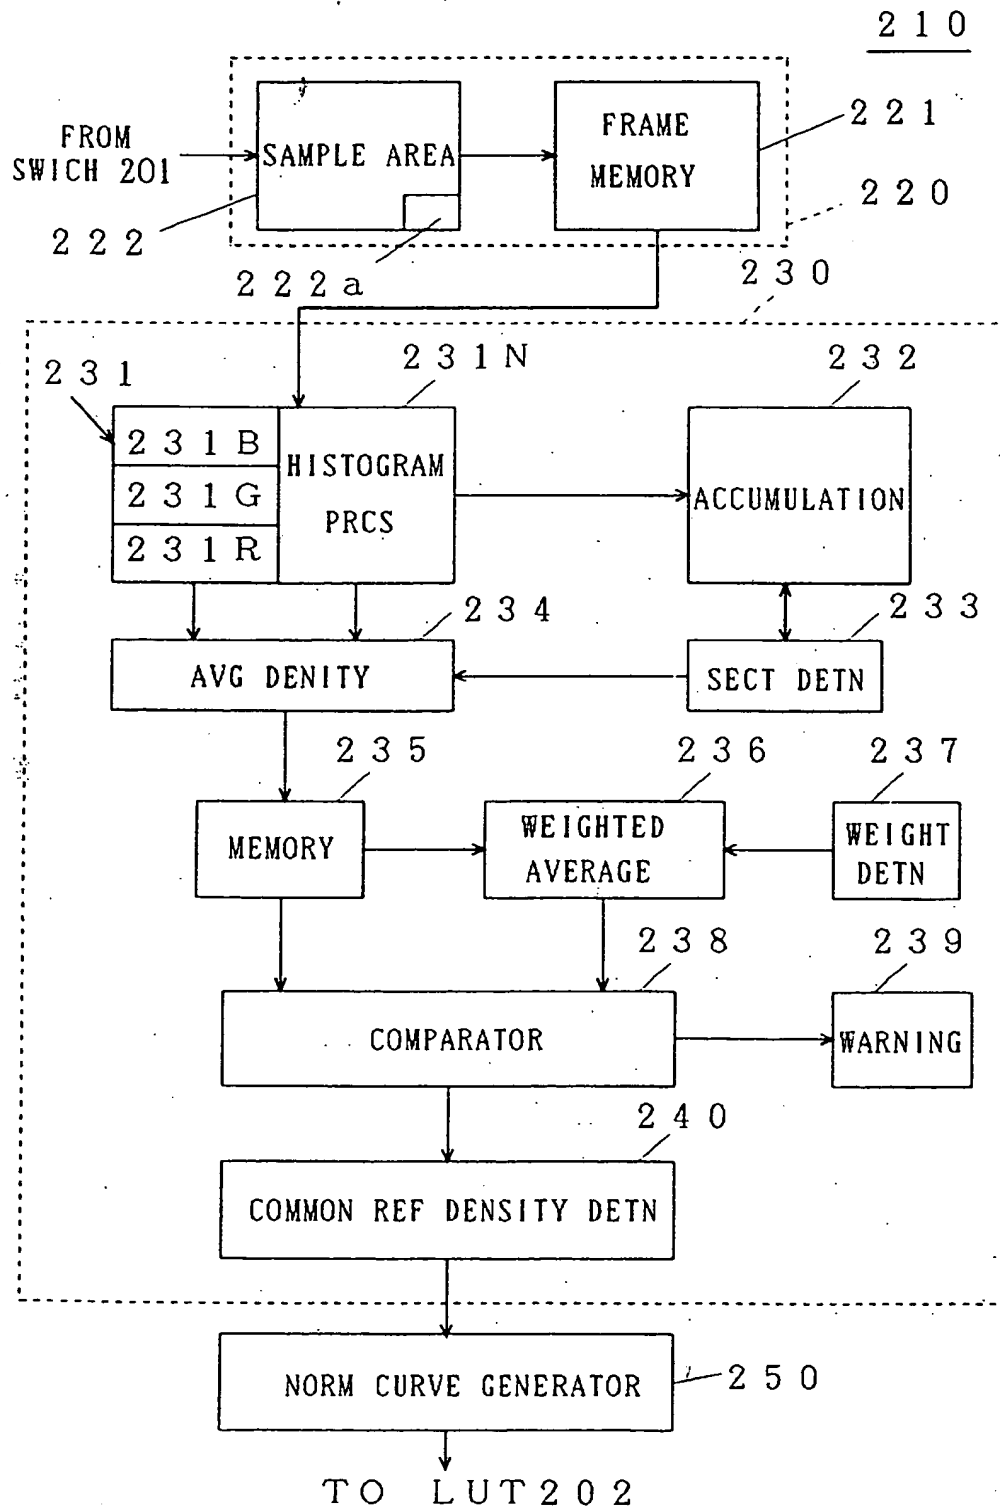 210
FROM
SWICH 201
SAMPLE AREA
FRAME
MEMORY
221
220
222
222a
230
231
231N
232
231B
231G
231R
HISTOGRAM
PRCS
ACCUMULATION
234
233
AVG DENITY
SECT DETN
235
236
237
MEMORY
WEIGHTED
AVERAGE
WEIGHT
DETN
238
239
COMPARATOR
WARNING
240
COMMON REF DENSITY DETN
NORM CURVE GENERATOR
250
TO LUT202